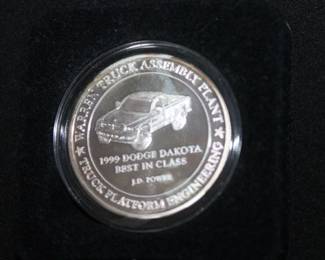 ★ WARREN TRUCK ASSEMBLY PLANT ★
1999 DODGE DAKOTA
BEST IN CLASS
J.D. POWER
TRUCK PLATFORM ENGINEERING